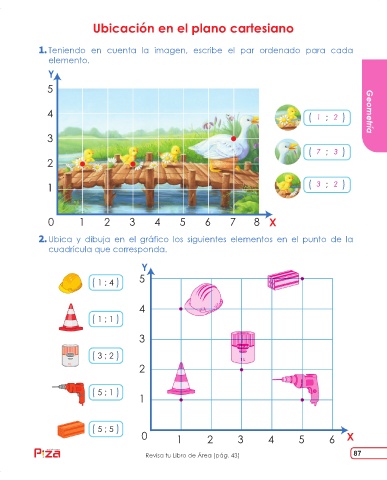 Ubicación en el plano cartesiano
1. Teniendo en cuenta la imagen, escribe el par ordenado para cada
elemento.
Y
5
4
3
2
1
0 1 2 3 4 5 6 7 8 X
( 1 ; 2 )
( 7 ; 3 )
( 3 ; 2 )
Geometría
2. Ubica y dibuja en el gráfico los siguientes elementos en el punto de la
cuadrícula que corresponda.
( 1 ; 4 )
( 1 ; 1 )
( 3 ; 2 )
( 5 ; 1 )
( 5 ; 5 )
Y
5
4
3
2
1
0 1 2 3 4 5 6 X
1L
Pizza
Revisa tu Libro de Área (pág. 43)
87